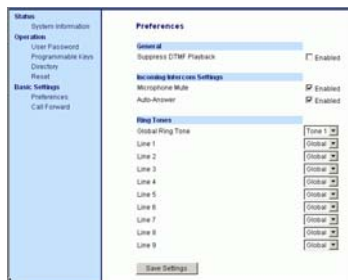 Status
System Information
Operation
User Password
Programmable Keys
Directory
Reset
Basic Settings
Preferences
Call Forward
Preferences
General
Suppress DTMF Playback Enabled
Incoming Intercom Settings
Microphone Mute Enabled
Auto-Answer Enabled
Ring Tones
Global Ring Tone Tone 1
Line 1 Global
Line 2 Global
Line 3 Global
Line 4 Global
Line 5 Global
Line 6 Global
Line 7 Global
Line 8 Global
Line 9 Global
Save Settings